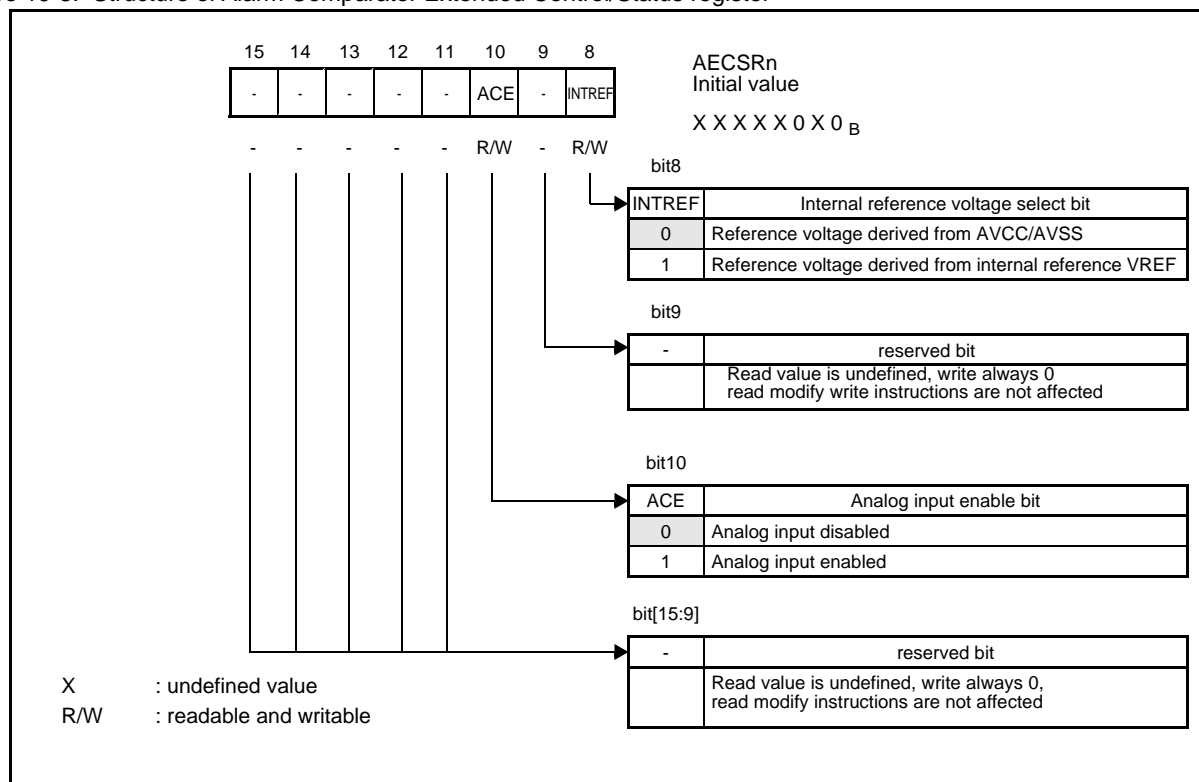 15 14 13 12 11 10 9 8
- - - - - ACE - INTREF
- - - - - R/W - R/W
AECSRn
Initial value
X X X X X 0 X 0 B
bit8
INTREF Internal reference voltage select bit
0 Reference voltage derived from AVCC/AVSS
1 Reference voltage derived from internal reference VREF
bit9
- reserved bit
Read value is undefined, write always 0
read modify write instructions are not affected
bit10
ACE Analog input enable bit
0 Analog input disabled
1 Analog input enabled
bit[15:9]
- reserved bit
Read value is undefined, write always 0,
read modify instructions are not affected
X : undefined value
R/W : readable and writable